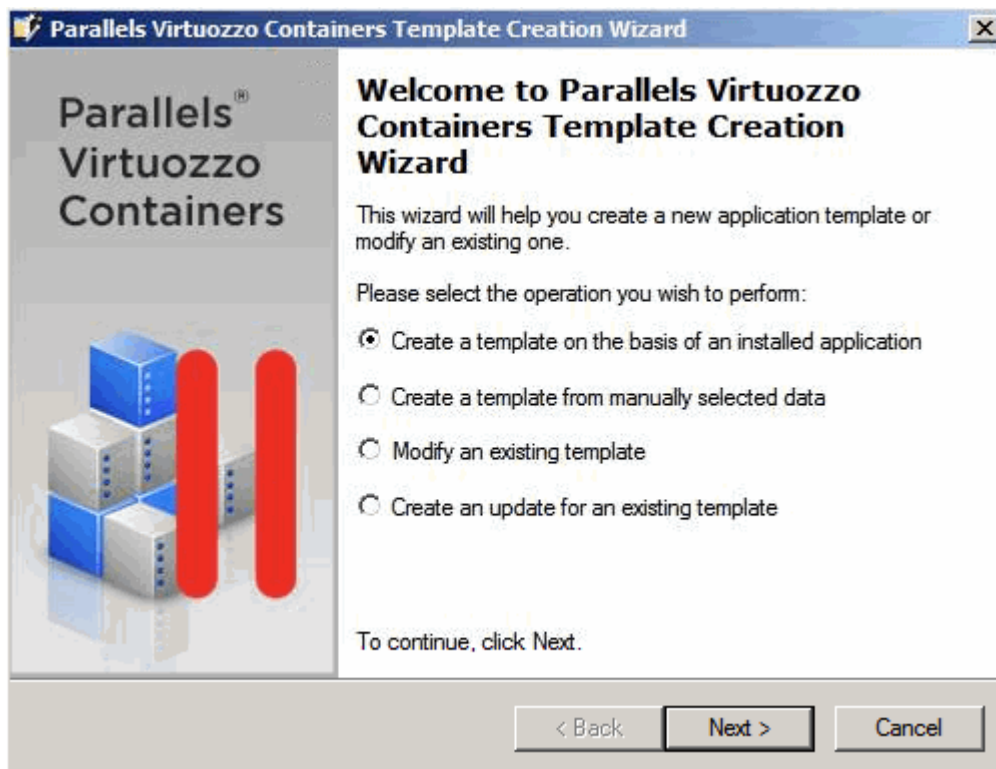 Parallels Virtuozzo Containers Template Creation Wizard
Parallels®
Virtuozzo
Containers
Welcome to Parallels Virtuozzo
Containers Template Creation
Wizard
This wizard will help you create a new application template or
modify an existing one.
Please select the operation you wish to perform:
Create a template on the basis of an installed application
Create a template from manually selected data
Modify an existing template
Create an update for an existing template
To continue, click Next.
< Back
Next >
Cancel